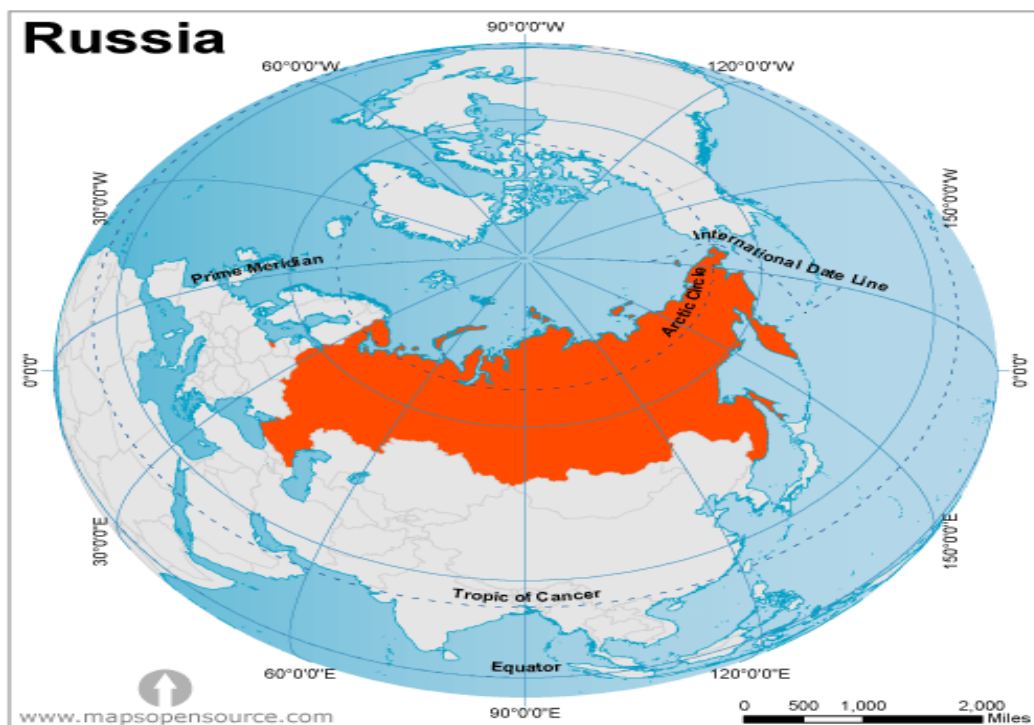 Russia
90°0'0"W
60°0'0"W
120°0'0"W
30°0'0"W
150°0'0"W
Prime Meridian
International Date Line
Arctic Circle
0°0'0"
0°0'0"
30°0'0"E
150°0'0"E
Tropic of Cancer
Equator
60°0'0"E
120°0'0"E
90°0'0"E
www.mapsopensource.com
0 500 1,000 2,000
Miles